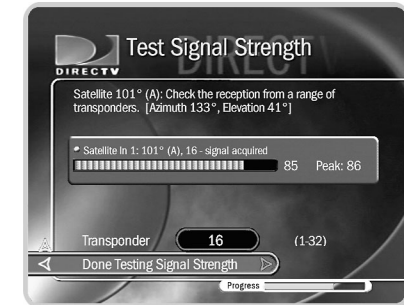 DIRECTV
Test Signal Strength
Satellite 101° (A): Check the reception from a range of
transponders. [Azimuth 133°, Elevation 41°]
Satellite In 1: 101° (A), 16 - signal acquired
85 Peak: 86
Transponder 16 (1-32)
Done Testing Signal Strength
Progress